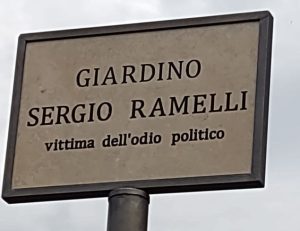 GIARDINO
SERGIO RAMELLI
vittima dell'odio politico